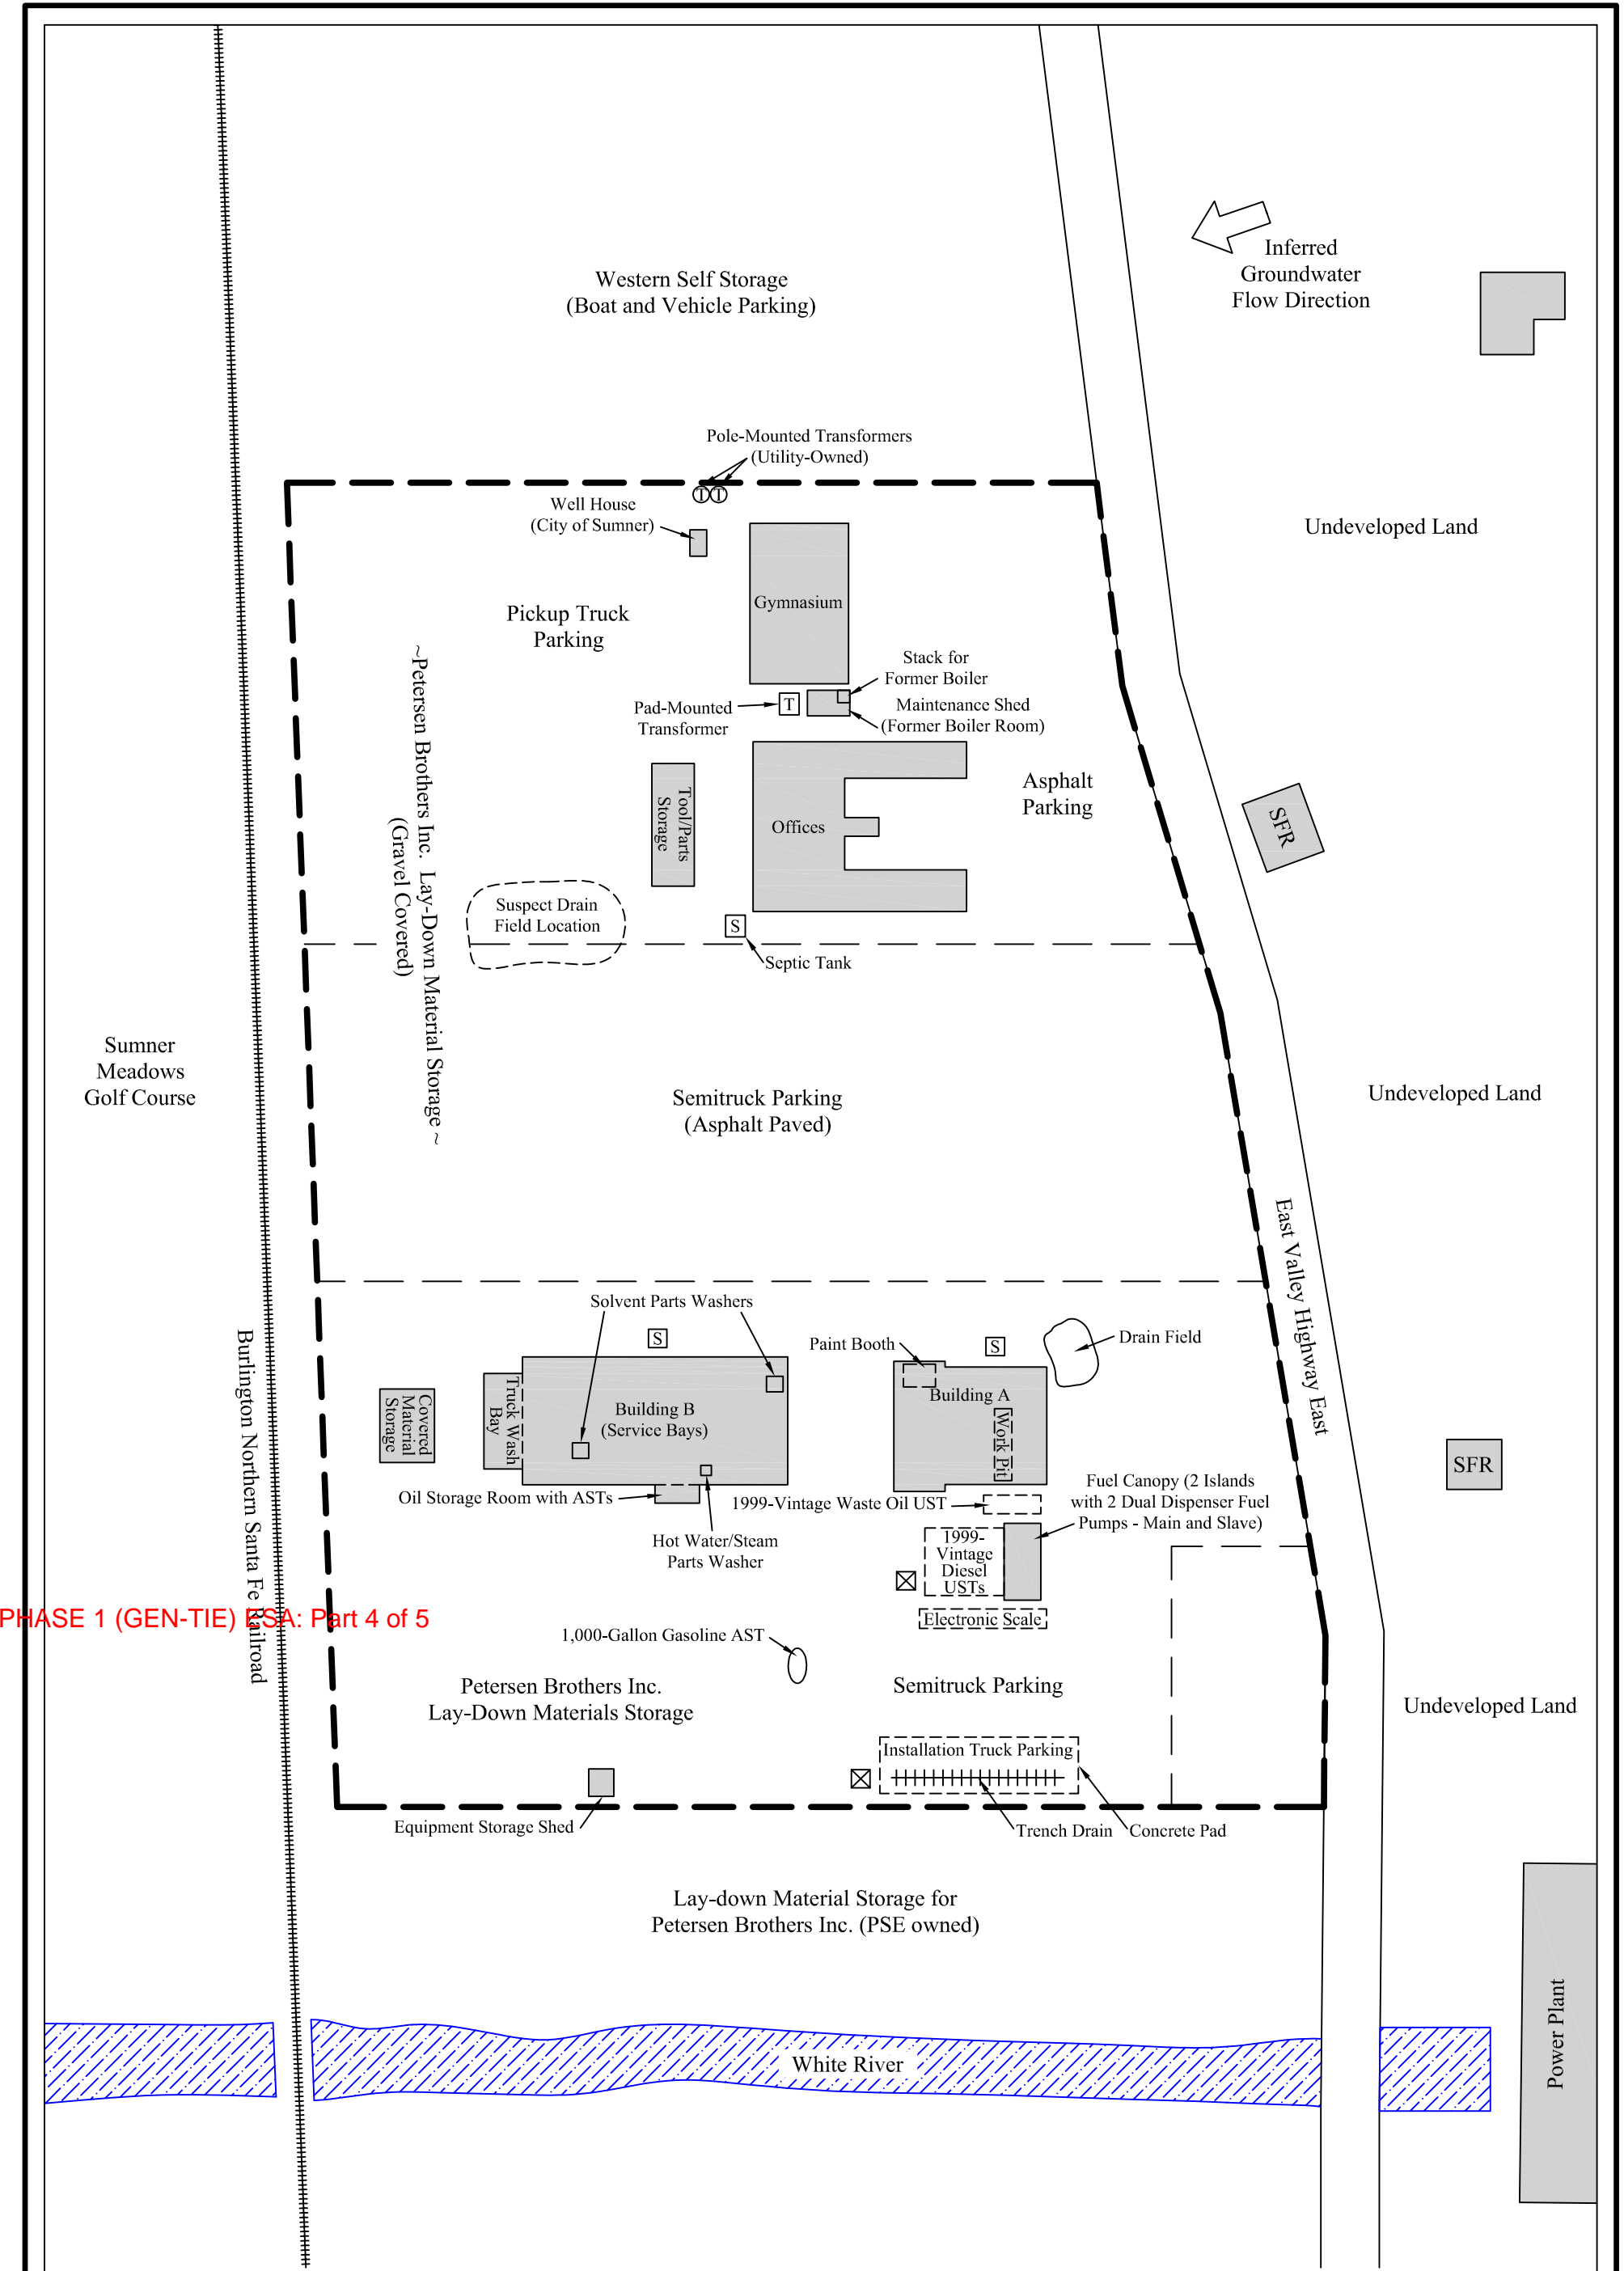 Inferred
Groundwater
Flow Direction
Western Self Storage
(Boat and Vehicle Parking)
Pole-Mounted Transformers
(Utility-Owned)
T T
Well House
(City of Sumner)
Undeveloped Land
Gymnasium
Pickup Truck
Parking
Stack for
Former Boiler
Pad-Mounted
Transformer
T
Maintenance Shed
(Former Boiler Room)
~Petersen Brothers Inc. Lay-Down Material Storage ~
(Gravel Covered)
Tool/Parts
Storage
Offices
Asphalt
Parking
SFR
Suspect Drain
Field Location
S
Septic Tank
Sumner
Meadows
Golf Course
Semitruck Parking
(Asphalt Paved)
Undeveloped Land
East Valley Highway East
Burlington Northern Santa Fe Railroad
Solvent Parts Washers
S
Paint Booth
S
Drain Field
Covered
Material
Storage
Truck Wash
Bay
Building B
(Service Bays)
Building A
Work Pit
SFR
Oil Storage Room with ASTs
Hot Water/Steam
Parts Washer
1999-Vintage Waste Oil UST
Fuel Canopy (2 Islands
with 2 Dual Dispenser Fuel
Pumps - Main and Slave)
1999-
Vintage
Diesel
USTs
Electronic Scale
PHASE 1 (GEN-TIE) ESA: Part 4 of 5
1,000-Gallon Gasoline AST
Petersen Brothers Inc.
Lay-Down Materials Storage
Semitruck Parking
Undeveloped Land
Installation Truck Parking
Equipment Storage Shed
Trench Drain
Concrete Pad
Lay-down Material Storage for
Petersen Brothers Inc. (PSE owned)
White River
Power Plant